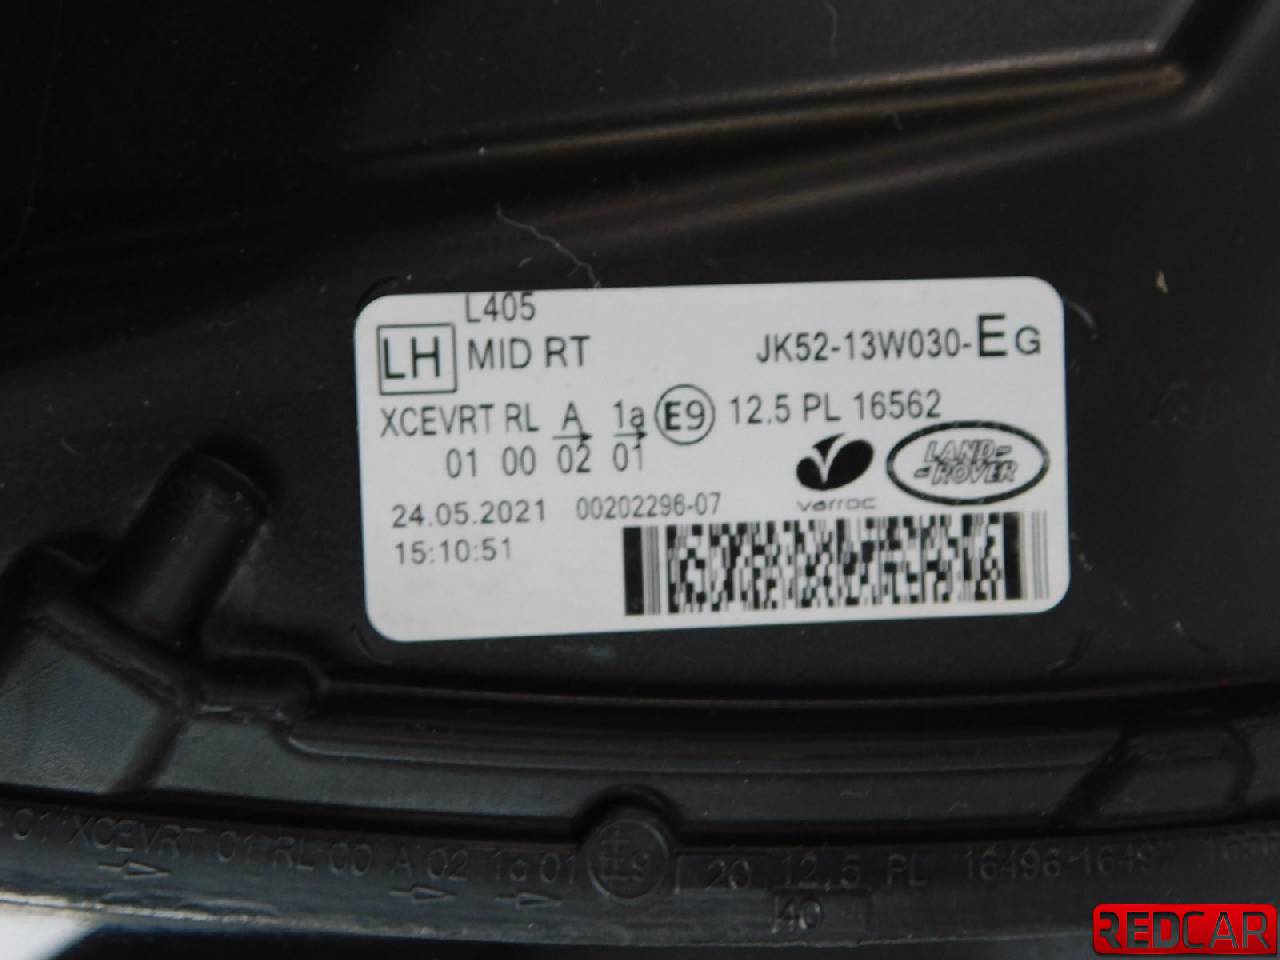 L405
LH MID RT JK52-13W030-EG
XCEVRT RL A 1a E9 12.5 PL 16562
01 00 02 01
varroc
LAND-
-ROVER
24.05.2021 00202296-07
15:10:51
01 XCEVRT 01 RL 00 A 02 1a 01 E9 20 12.5 PL 16496 1649
40
REDCAR